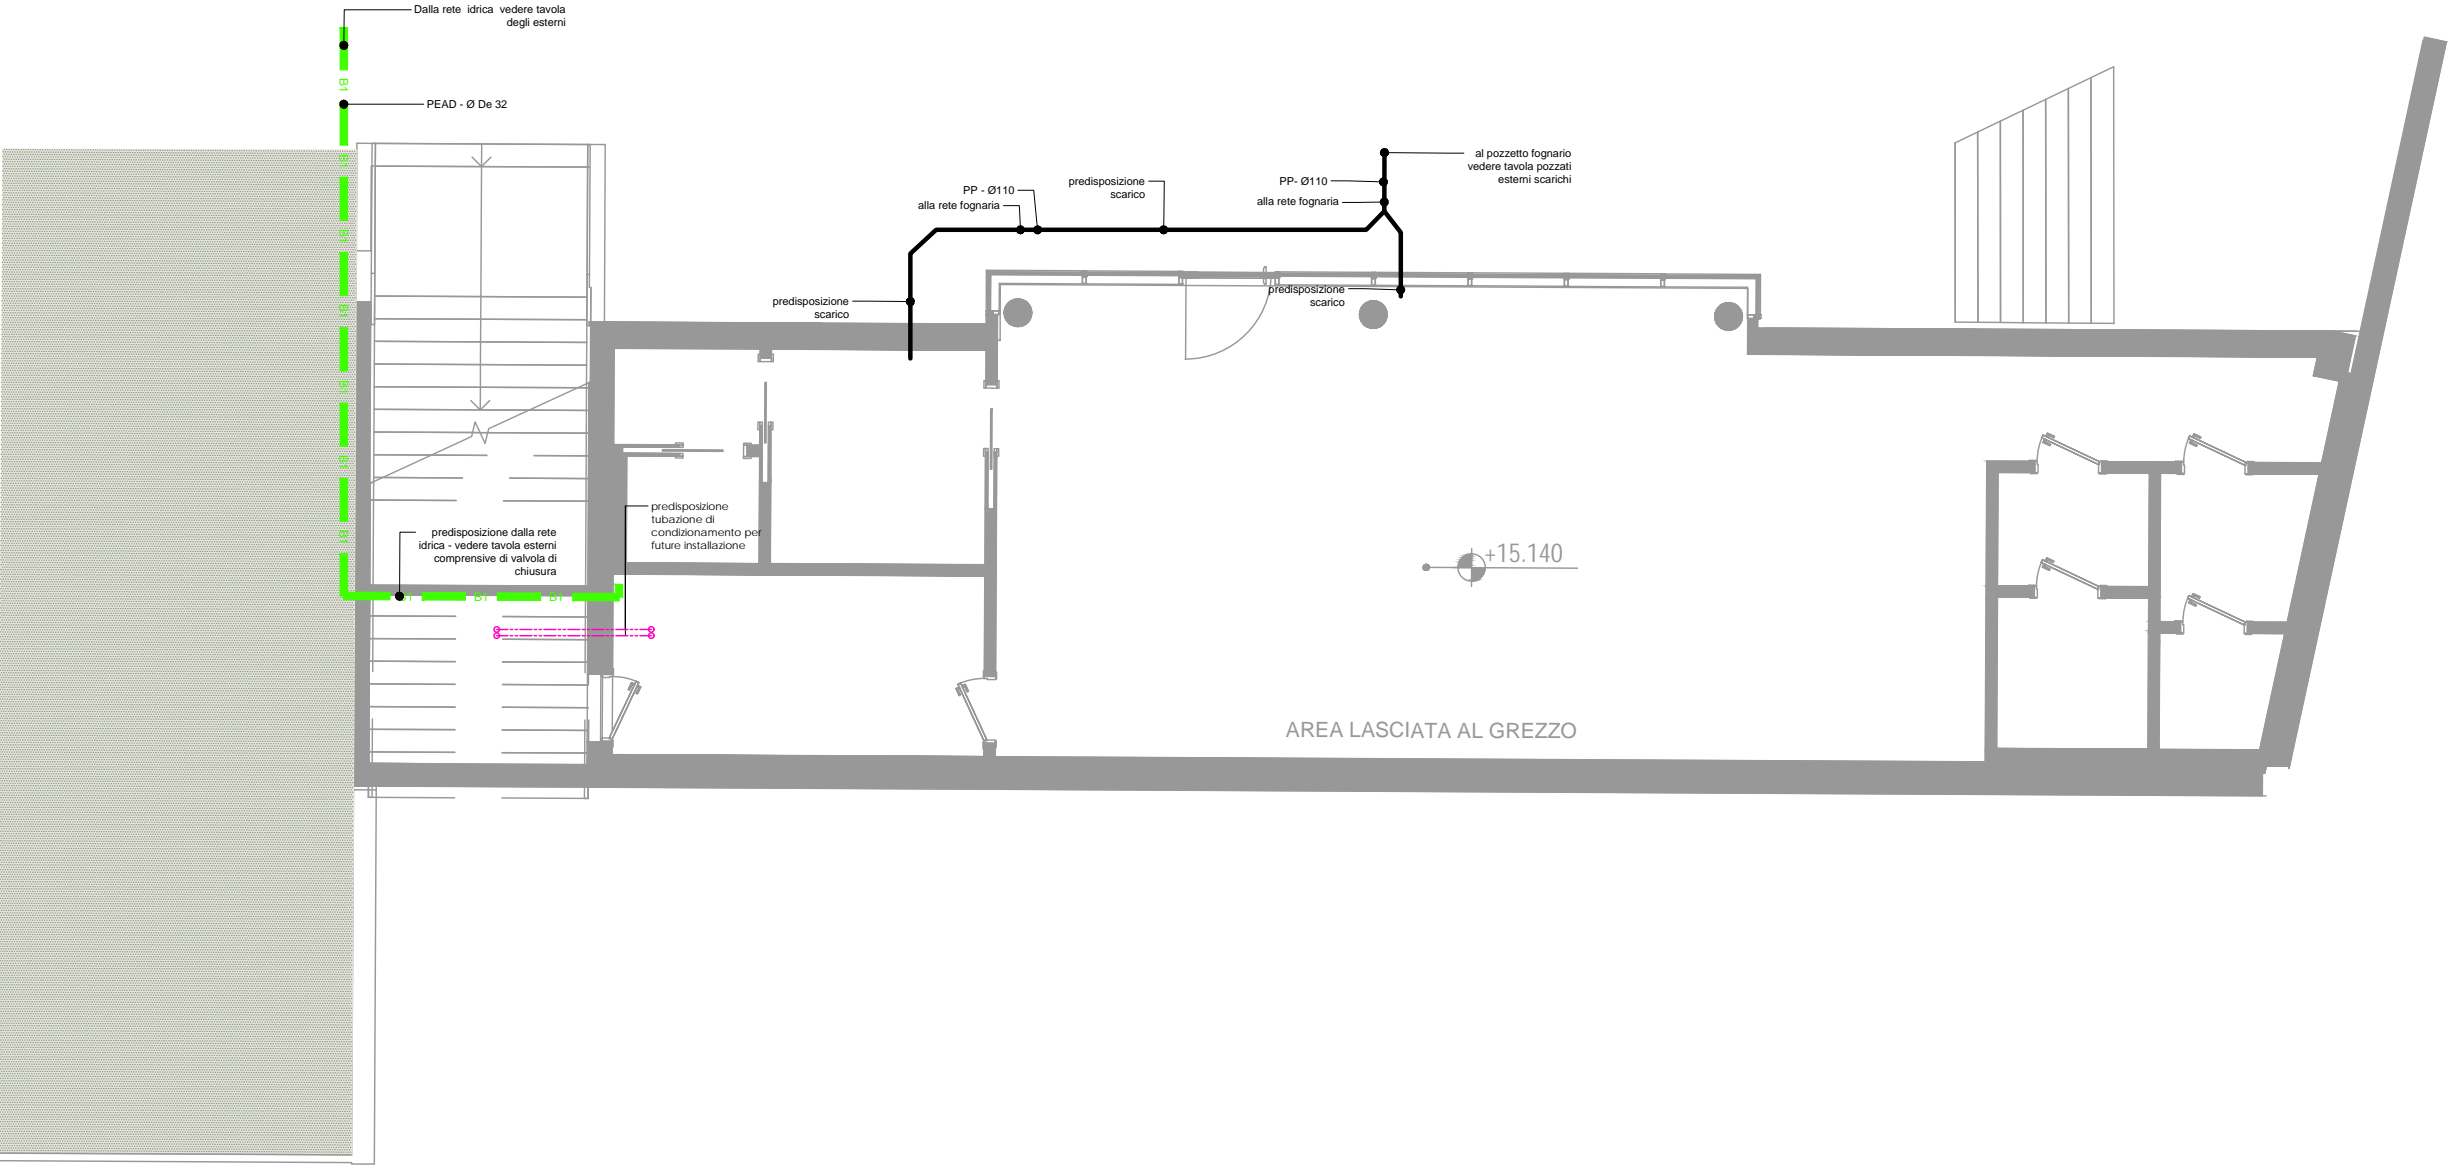 Dalla rete idrica vedere tavola
degli esterni
B1
PEAD - Ø De 32
B1
B1
B1
B1
B1
B1
al pozzetto fognario
vedere tavola pozzati
esterni scarichi
PP- Ø110
alla rete fognaria
predisposizione
scarico
PP - Ø110
alla rete fognaria
predisposizione
scarico
predisposizione
scarico
predisposizione
tubazione di
condizionamento per
future installazione
predisposizione dalla rete
idrica - vedere tavola esterni
comprensive di valvola di
chiusura
B1
B1
+15.140
AREA LASCIATA AL GREZZO